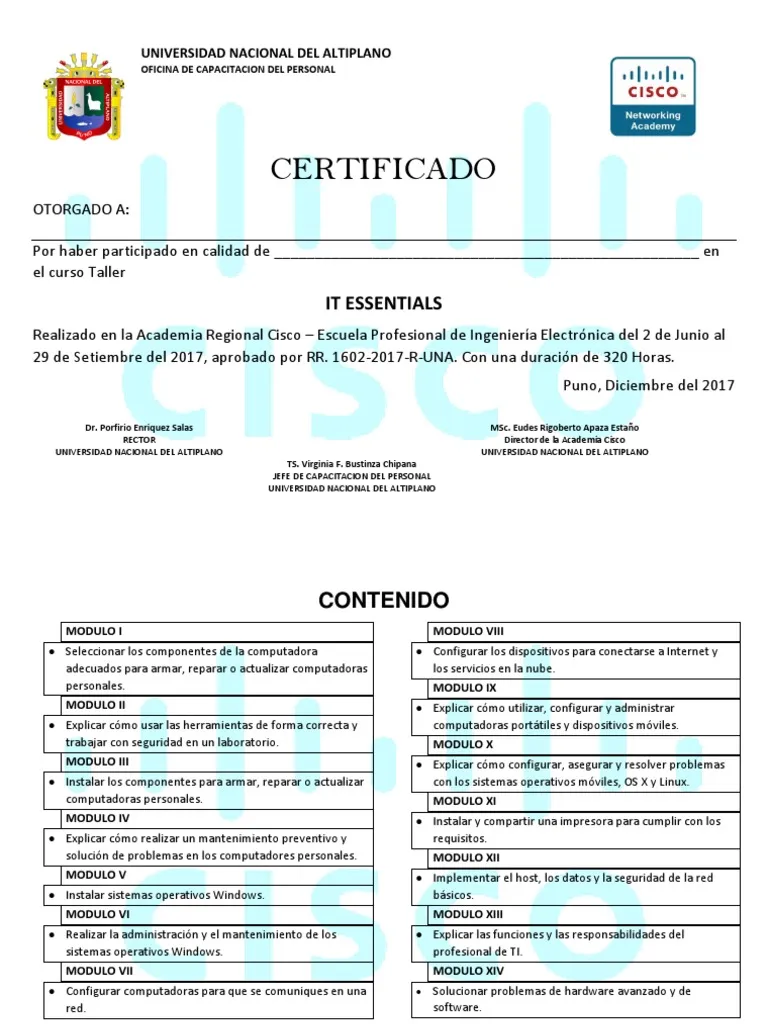 UNIVERSIDAD NACIONAL DEL ALTIPLANO
OFICINA DE CAPACITACION DEL PERSONAL
NACIONAL DEL
UNIVERSIDAD
ALTIPLANO
PUNO
CISCO
Networking
Academy
CERTIFICADO
OTORGADO A:
Por haber participado en calidad de ______________________________________________________ en
el curso Taller
IT ESSENTIALS
Realizado en la Academia Regional Cisco – Escuela Profesional de Ingeniería Electrónica del 2 de Junio al
29 de Setiembre del 2017, aprobado por RR. 1602-2017-R-UNA. Con una duración de 320 Horas.
Puno, Diciembre del 2017
CISCO
Dr. Porfirio Enriquez Salas
RECTOR
UNIVERSIDAD NACIONAL DEL ALTIPLANO
MSc. Eudes Rigoberto Apaza Estaño
Director de la Academia Cisco
UNIVERSIDAD NACIONAL DEL ALTIPLANO
TS. Virginia F. Bustinza Chipana
JEFE DE CAPACITACION DEL PERSONAL
UNIVERSIDAD NACIONAL DEL ALTIPLANO
CONTENIDO
MODULO I
• Seleccionar los componentes de la computadora
adecuados para armar, reparar o actualizar computadoras
personales.
MODULO II
• Explicar cómo usar las herramientas de forma correcta y
trabajar con seguridad en un laboratorio.
MODULO III
• Instalar los componentes para armar, reparar o actualizar
computadoras personales.
MODULO IV
• Explicar cómo realizar un mantenimiento preventivo y
solución de problemas en los computadores personales.
MODULO V
• Instalar sistemas operativos Windows.
MODULO VI
• Realizar la administración y el mantenimiento de los
sistemas operativos Windows.
MODULO VII
• Configurar computadoras para que se comuniques en una
red.
MODULO VIII
• Configurar los dispositivos para conectarse a Internet y
los servicios en la nube.
MODULO IX
• Explicar cómo utilizar, configurar y administrar
computadoras portátiles y dispositivos móviles.
MODULO X
• Explicar cómo configurar, asegurar y resolver problemas
con los sistemas operativos móviles, OS X y Linux.
MODULO XI
• Instalar y compartir una impresora para cumplir con los
requisitos.
MODULO XII
• Implementar el host, los datos y la seguridad de la red
básicos.
MODULO XIII
• Explicar las funciones y las responsabilidades del
profesional de TI.
MODULO XIV
• Solucionar problemas de hardware avanzado y de
software.
CISCO